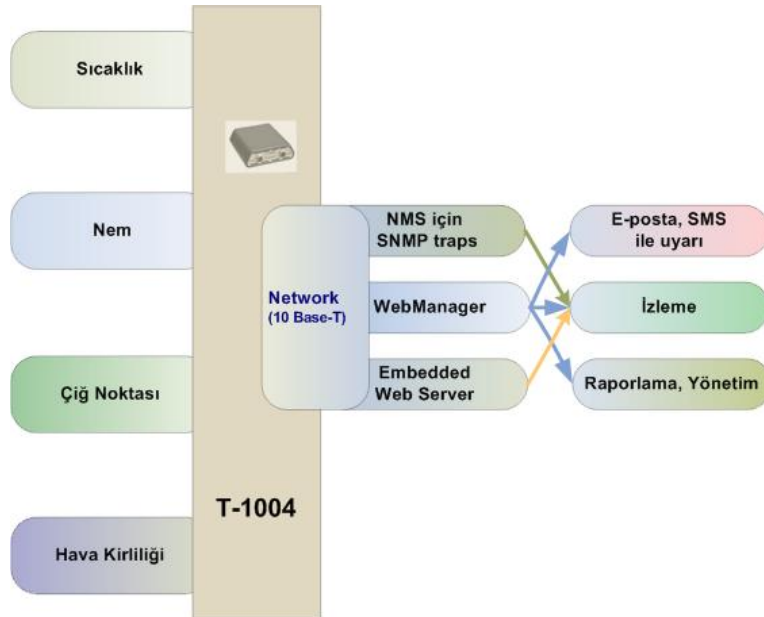 Sıcaklık
Nem
Çiğ Noktası
Hava Kirliliği
T-1004
Network
(10 Base-T)
NMS için
SNMP traps
WebManager
Embedded
Web Server
E-posta, SMS
ile uyarı
İzleme
Raporlama, Yönetim